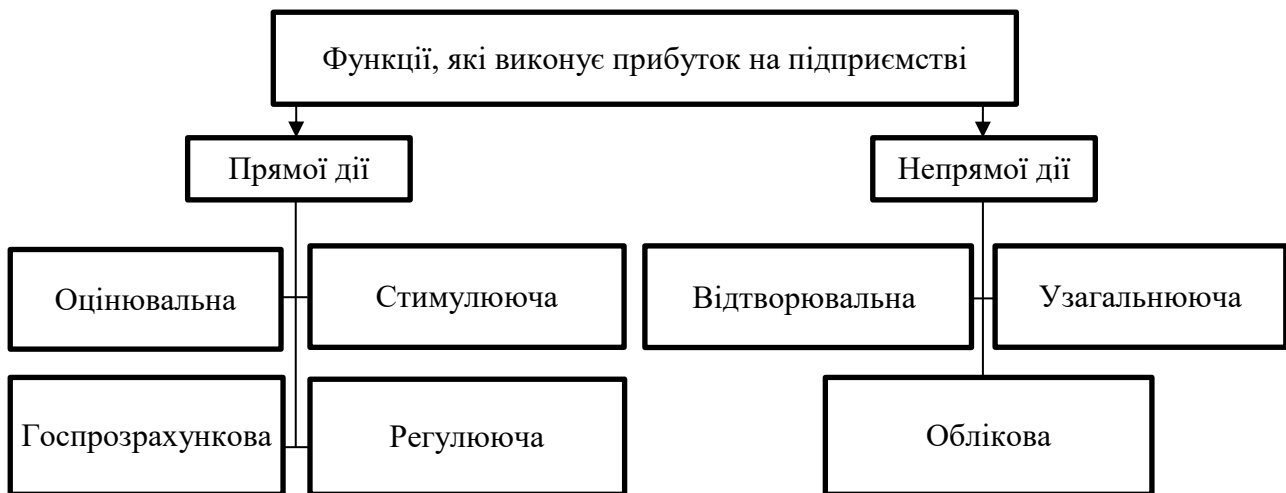 Функції, які виконує прибуток на підприємстві
Прямої дії
Непрямої дії
Оцінювальна
Стимулююча
Відтворювальна
Узагальнююча
Госпрозрахункова
Регулююча
Облікова